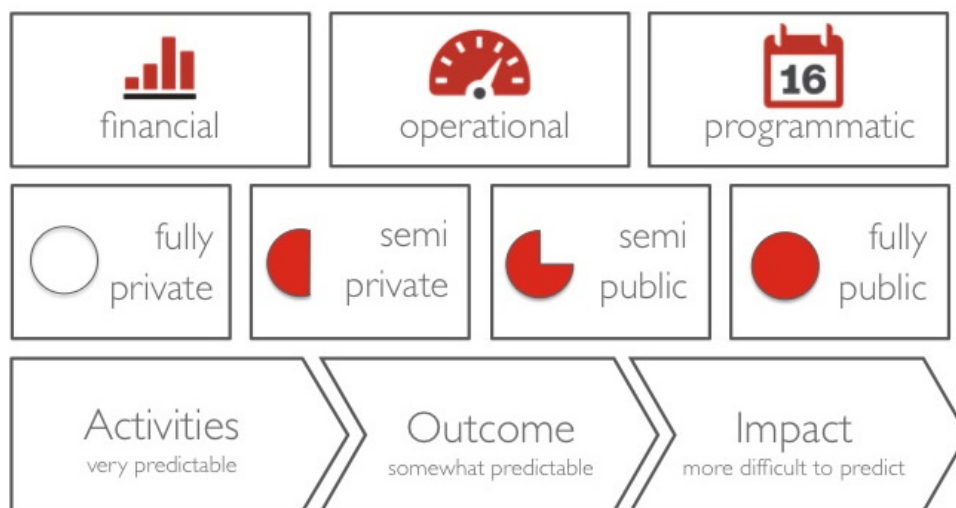 16
financial
operational
programmatic
fully
private
semi
private
semi
public
fully
public
Activities
very predictable
Outcome
somewhat predictable
Impact
more difficult to predict